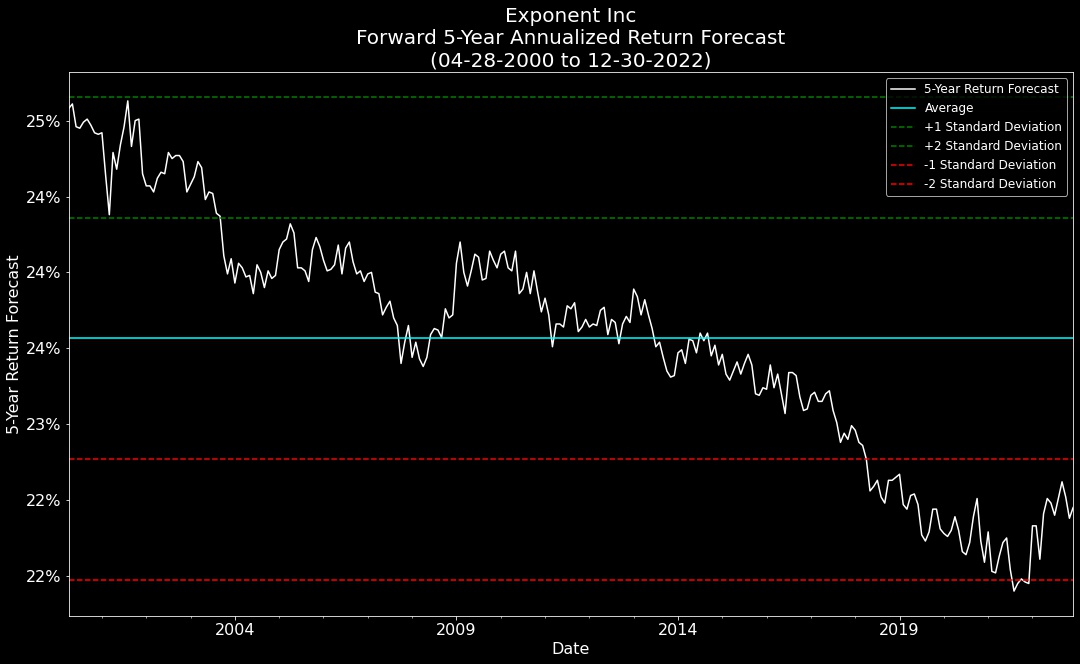 Exponent Inc
Forward 5-Year Annualized Return Forecast
(04-28-2000 to 12-30-2022)
5-Year Return Forecast
Average
+1 Standard Deviation
+2 Standard Deviation
-1 Standard Deviation
-2 Standard Deviation
25%
24%
24%
24%
23%
22%
22%
5-Year Return Forecast
2004
2009
2014
2019
Date